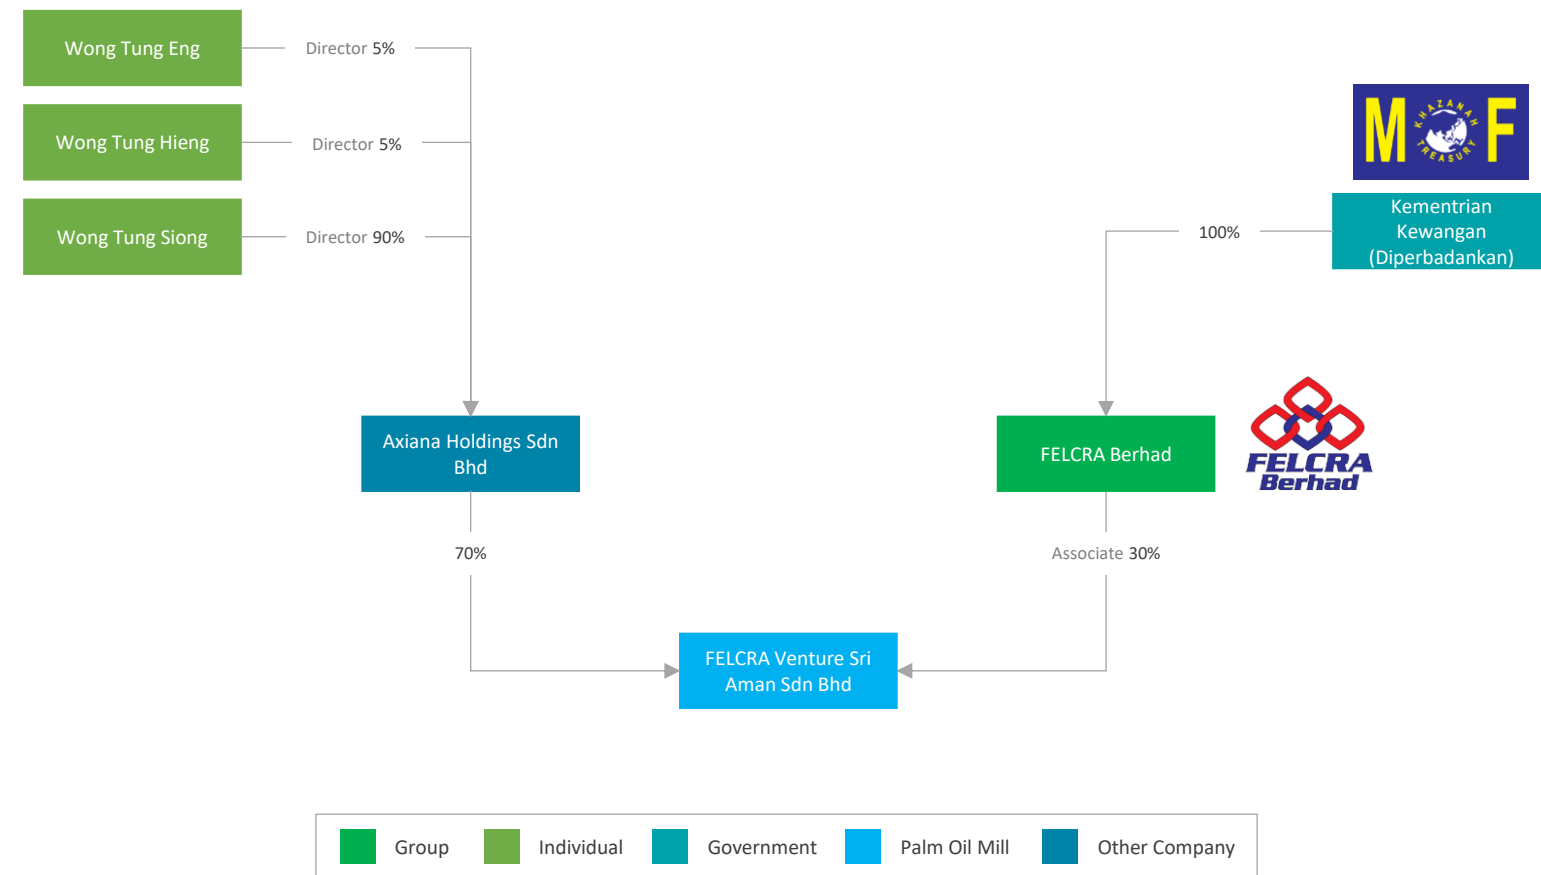 Wong Tung Eng
Director 5%
Wong Tung Hieng
Director 5%
Wong Tung Siong
Director 90%
M F
KHAZANAH
TREASURY
Kementrian
Kewangan
(Diperbadankan)
100%
Axiana Holdings Sdn
Bhd
FELCRA Berhad
FELCRA
Berhad
70%
Associate 30%
FELCRA Venture Sri
Aman Sdn Bhd
Group
Individual
Government
Palm Oil Mill
Other Company